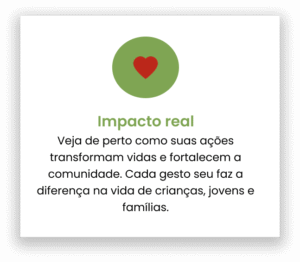 Impacto real
Veja de perto como suas ações
transformam vidas e fortalecem a
comunidade. Cada gesto seu faz a
diferença na vida de crianças, jovens e
famílias.